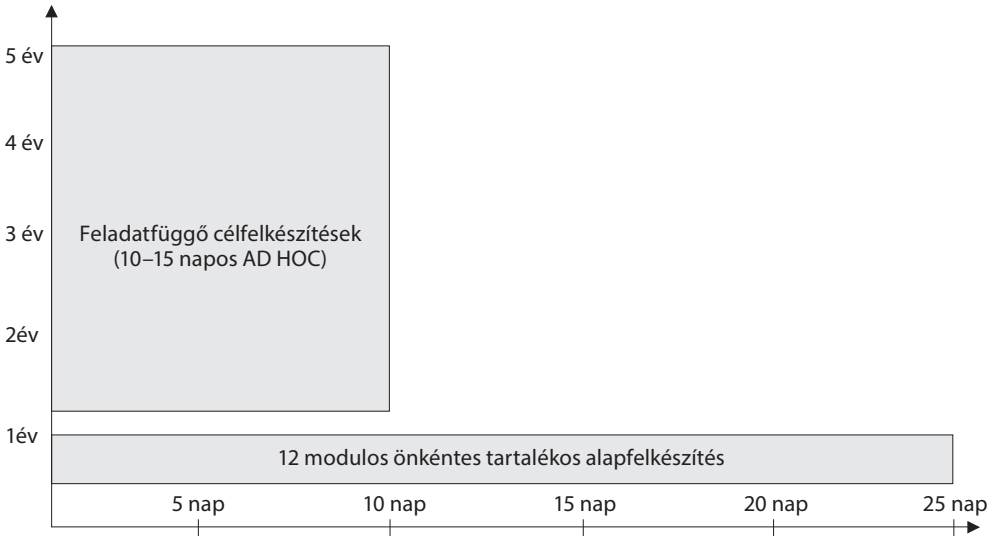 5 év
4 év
3 év
Feladatfüggő célfelkészítések
(10–15 napos AD HOC)
2év
1év
12 modulos önkéntes tartalékos alapfelkészítés
5 nap
10 nap
15 nap
20 nap
25 nap